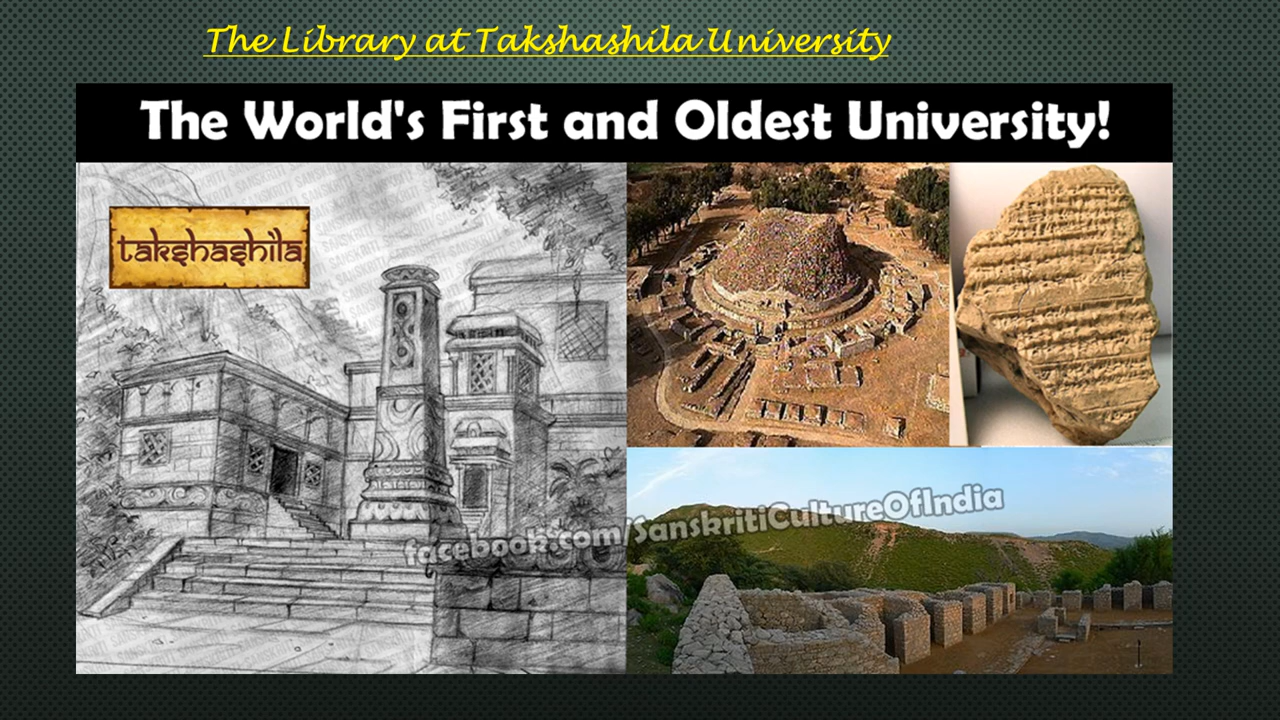 The Library at Takshashila University
The World's First and Oldest University!
takshashila
facebook.com/SanskritiCultureOfIndia